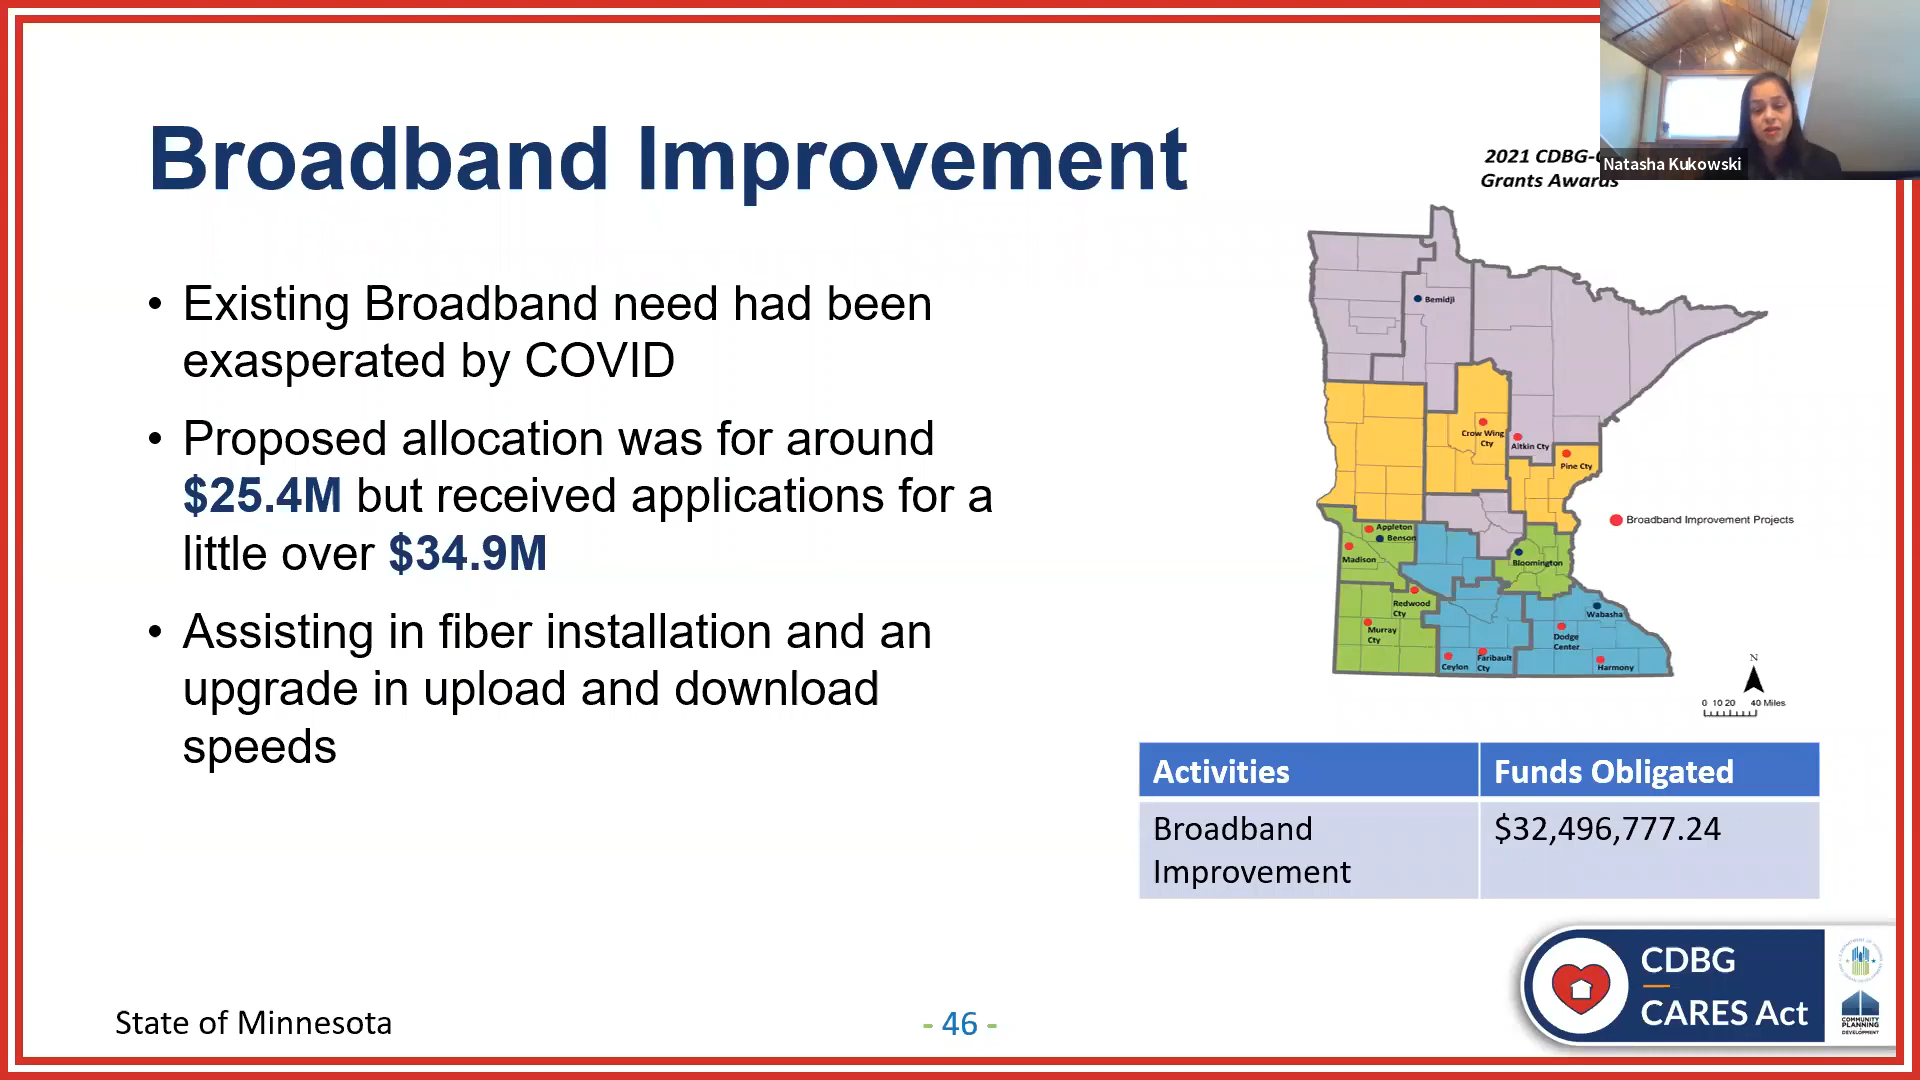 Broadband Improvement
• Existing Broadband need had been
exasperated by COVID
• Proposed allocation was for around
$25.4M but received applications for a
little over $34.9M
• Assisting in fiber installation and an
upgrade in upload and download
speeds
Natasha Kukowski
2021 CDBG-
Grants Awards
Bemidji
Crow Wing
Cty
Aitkin Cty
Pine Cty
Broadband Improvement Projects
Appleton
Benson
Madison
Bloomington
Redwood
Cty
Wabasha
Murray
Cty
Dodge
Center
Ceylon
Faribault
Cty
Harmony
N
0 10 20 40 Miles
Activities Funds Obligated
Broadband
Improvement
$32,496,777.24
CDBG
CARES Act
COMMUNITY
PLANNING
DEVELOPMENT
State of Minnesota
- 46 -